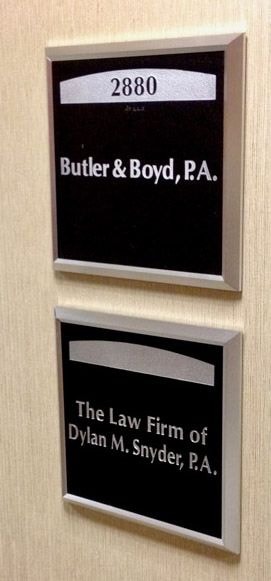 2880
Butler & Boyd, P.A.
The Law Firm of
Dylan M. Snyder, P.A.